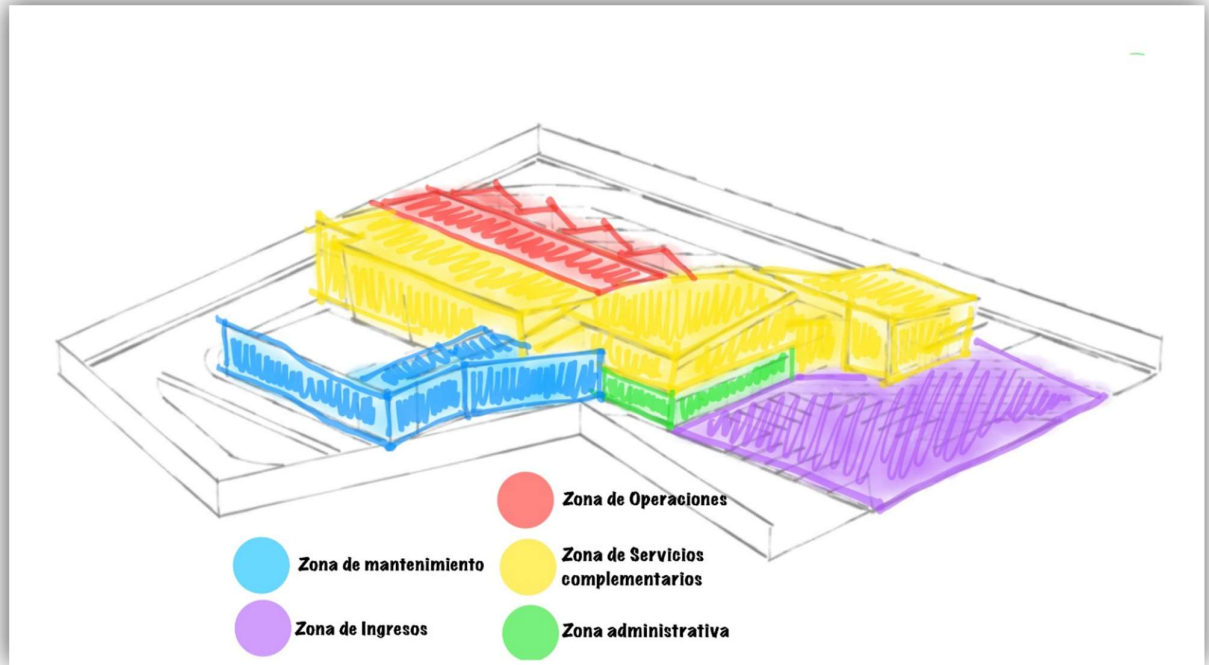 Zona de Operaciones
Zona de mantenimiento
Zona de Servicios
complementarios
Zona de Ingresos
Zona administrativa